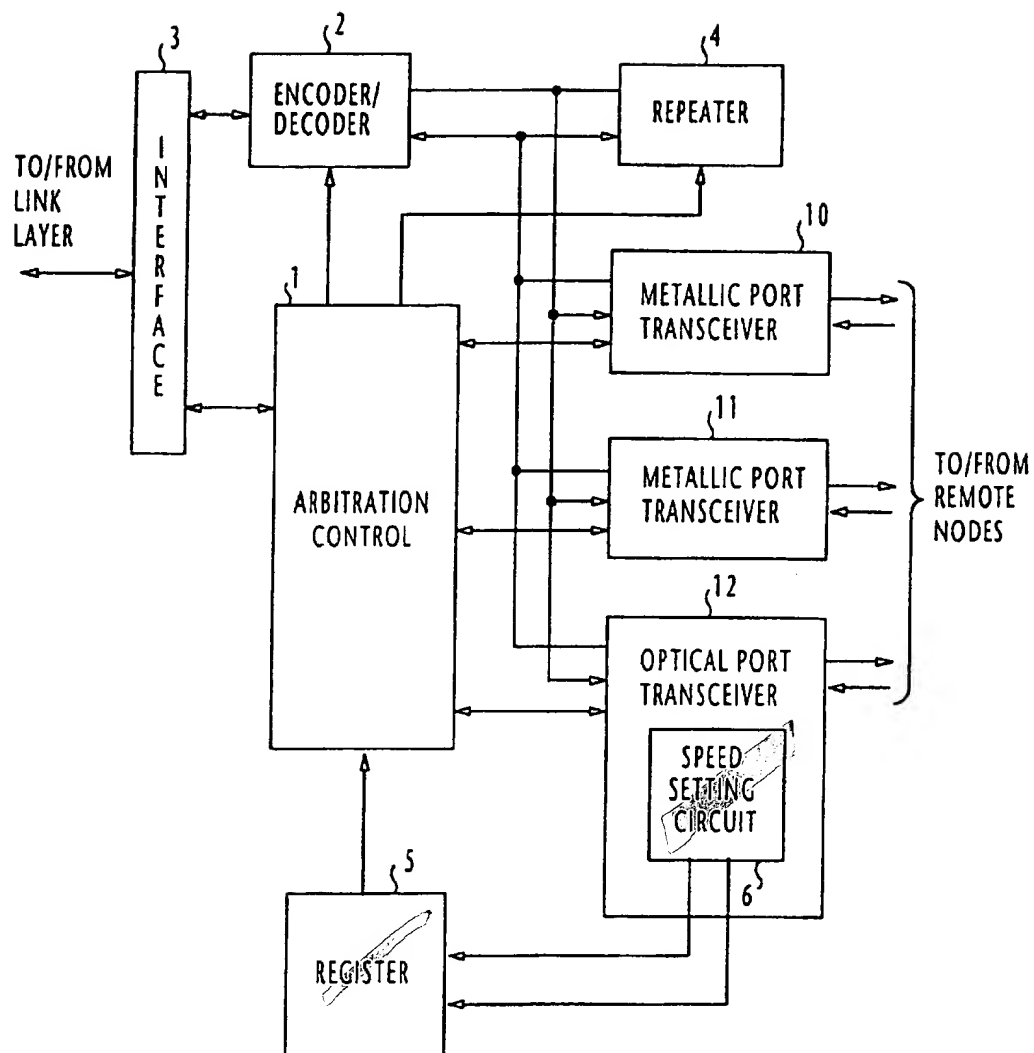 3
2
4
ENCODER/
DECODER
REPEATER
INTERFACE
TO/FROM
LINK
LAYER
10
1
METALLIC PORT
TRANSCEIVER
11
ARBITRATION
CONTROL
METALLIC PORT
TRANSCEIVER
TO/FROM
REMOTE
NODES
12
OPTICAL PORT
TRANSCEIVER
SPEED
SETTING
CIRCUIT
5
6
REGISTER